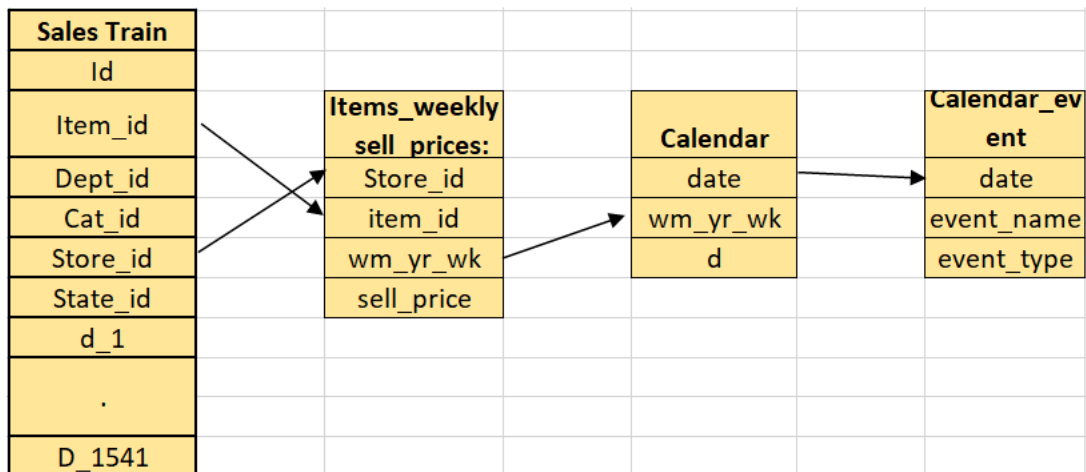 Sales Train
Id
Item_id
Dept_id
Cat_id
Store_id
State_id
d_1
.
D_1541
Items_weekly
sell_prices:
Store_id
item_id
wm_yr_wk
sell_price
Calendar
date
wm_yr_wk
d
Calendar_ev
ent
date
event_name
event_type